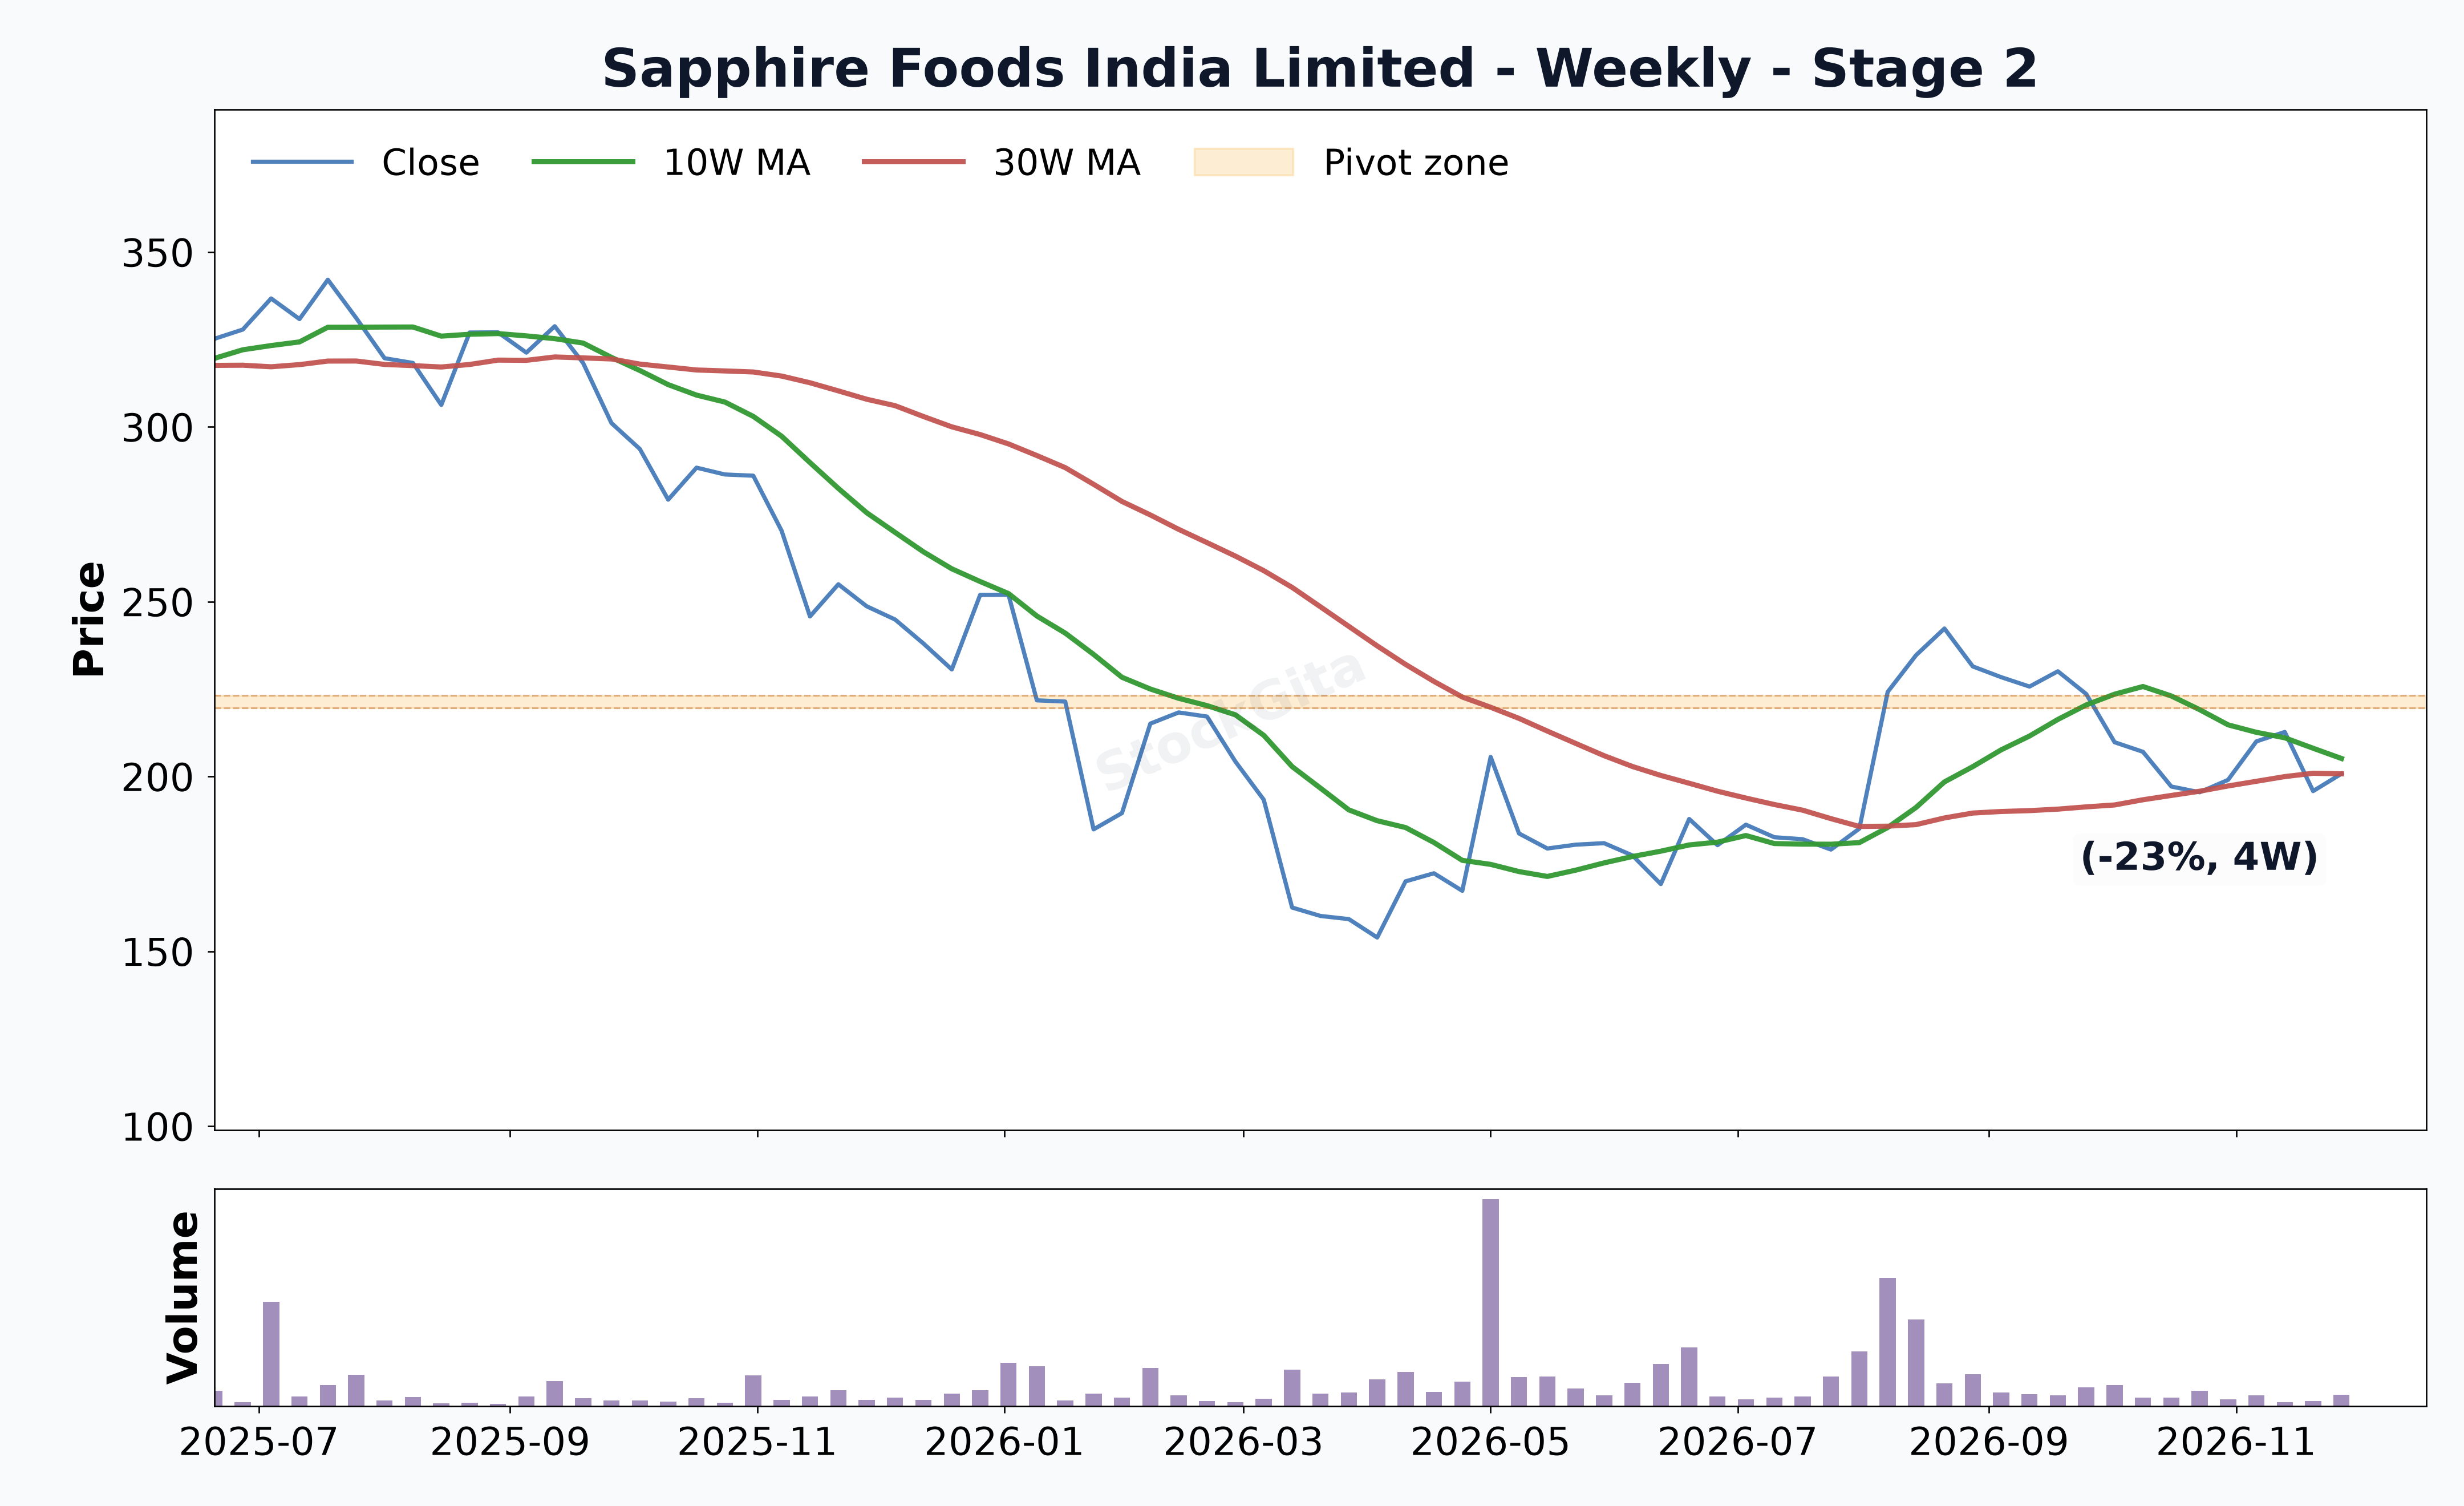 Sapphire Foods India Limited - Weekly - Stage 2
Close 10W MA 30W MA Pivot zone
350
300
250
200
150
100
Price
StockGita
(-23%, 4W)
Volume
2025-07 2025-09 2025-11 2026-01 2026-03 2026-05 2026-07 2026-09 2026-11